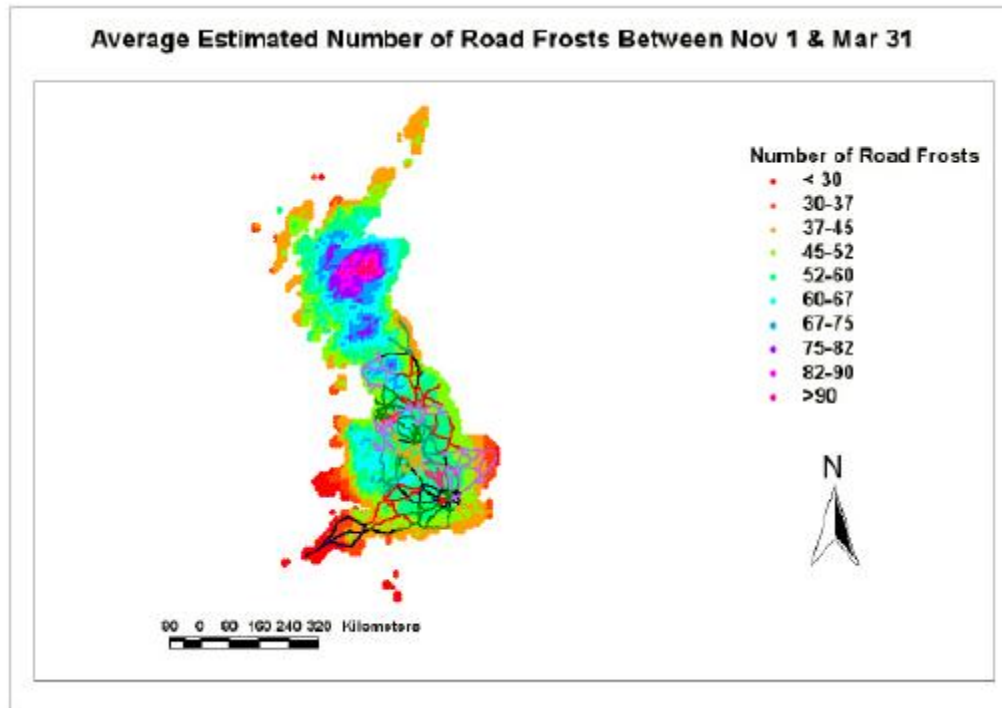 Average Estimated Number of Road Frosts Between Nov 1 & Mar 31
Number of Road Frosts
< 30
30-37
37-45
45-52
52-60
60-67
67-75
75-82
82-90
>90
N
80 0 80 160 240 320 Kilometers